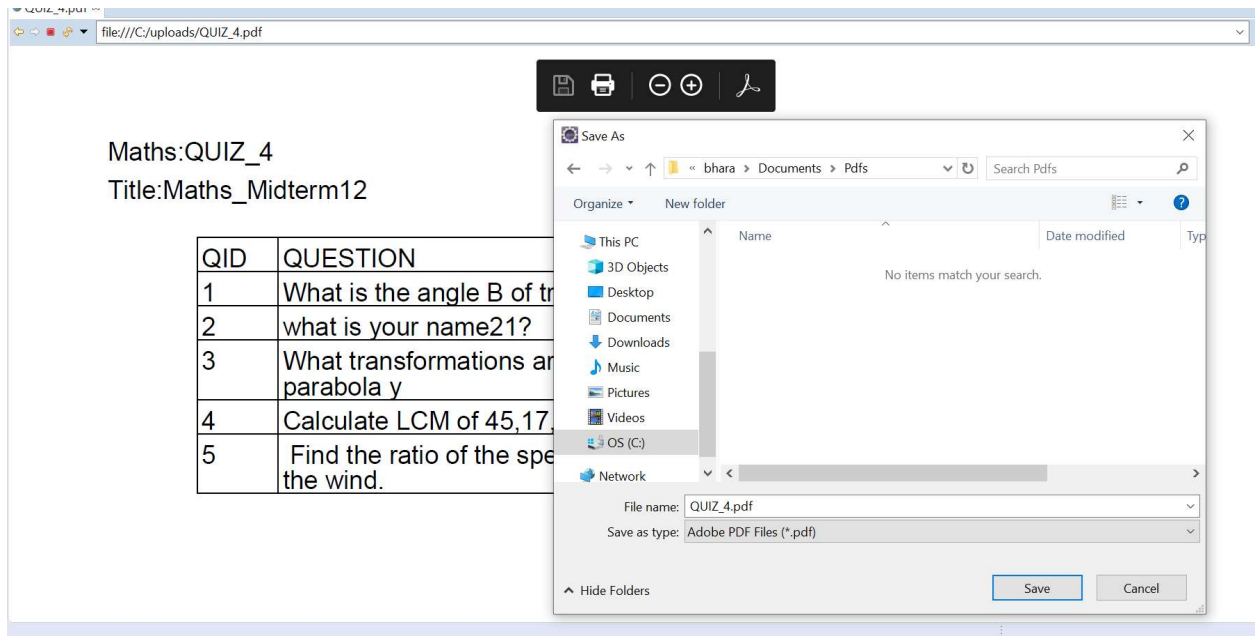 QUIZ_4.pdf
file:///C:/uploads/QUIZ_4.pdf
Maths:QUIZ_4
Title:Maths_Midterm12
QID QUESTION
1 What is the angle B of tr
2 what is your name21?
3 What transformations ar
parabola y
4 Calculate LCM of 45,17,
5 Find the ratio of the spe
the wind.
Save As
« bhara > Documents > Pdfs
Search Pdfs
Organize
New folder
This PC
3D Objects
Desktop
Documents
Downloads
Music
Pictures
Videos
OS (C:)
Network
Name Date modified Typ
No items match your search.
File name: QUIZ_4.pdf
Save as type: Adobe PDF Files (*.pdf)
Hide Folders
Save Cancel